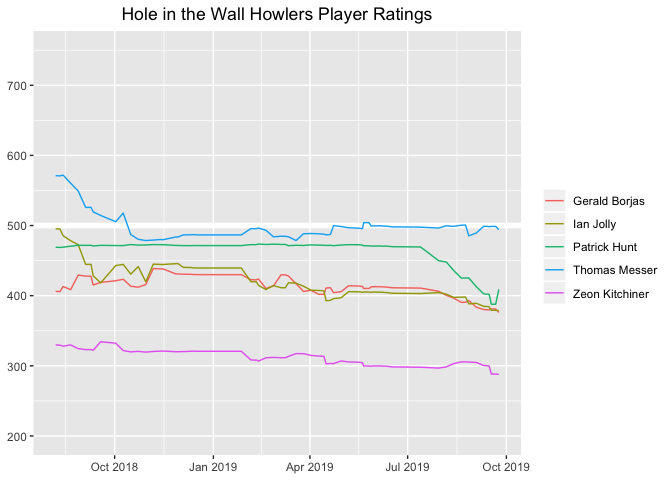 Hole in the Wall Howlers Player Ratings
700
600
500
400
300
200
Oct 2018
Jan 2019
Apr 2019
Jul 2019
Oct 2019
Gerald Borjas
Ian Jolly
Patrick Hunt
Thomas Messer
Zeon Kitchiner